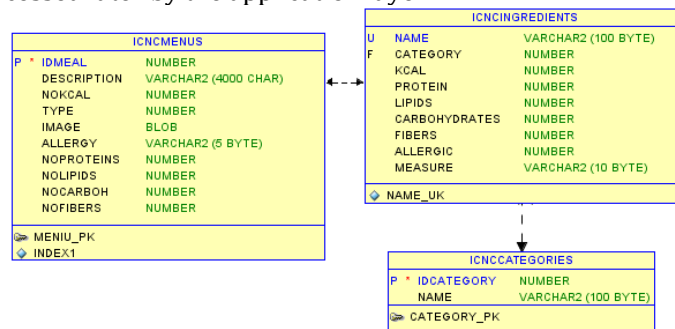 ICNCMENUS
P * IDMEAL NUMBER
DESCRIPTION VARCHAR2 (4000 CHAR)
NOKCAL NUMBER
TYPE NUMBER
IMAGE BLOB
ALLERGY VARCHAR2 (5 BYTE)
NOPROTEINS NUMBER
NOLIPIDS NUMBER
NOCARBOH NUMBER
NOFIBERS NUMBER
MENIU_PK
INDEX1
ICNCINGREDIENTS
U NAME VARCHAR2 (100 BYTE)
F CATEGORY NUMBER
KCAL NUMBER
PROTEIN NUMBER
LIPIDS NUMBER
CARBOHYDRATES NUMBER
FIBERS NUMBER
ALLERGIC NUMBER
MEASURE VARCHAR2 (10 BYTE)
NAME_UK
ICNCCATEGORIES
P * IDCATEGORY NUMBER
NAME VARCHAR2 (100 BYTE)
CATEGORY_PK